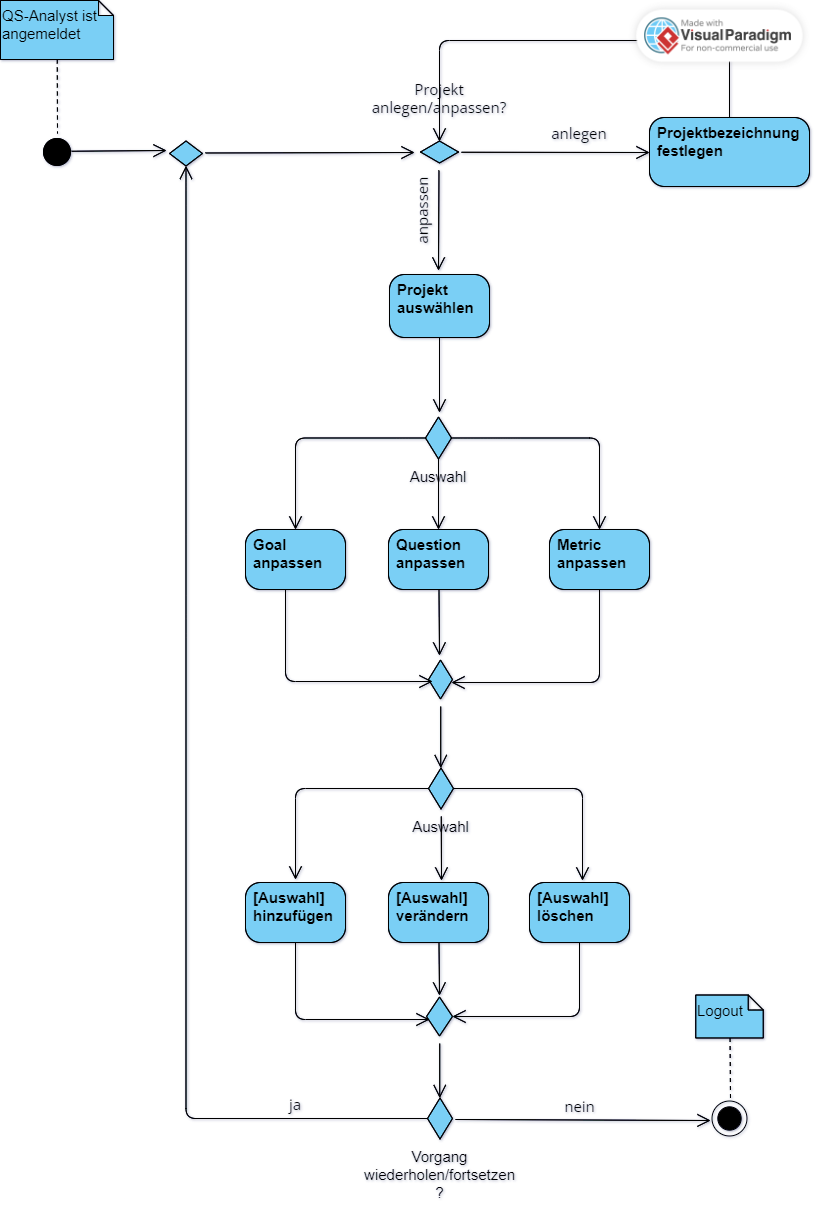 QS-Analyst ist
angemeldet
Made with
VisualParadigm
For non-commercial use
Projekt
anlegen/anpassen?
anlegen
Projektbezeichnung
festlegen
anpassen
Projekt
auswählen
Auswahl
Goal
anpassen
Question
anpassen
Metric
anpassen
Auswahl
[Auswahl]
hinzufügen
[Auswahl]
verändern
[Auswahl]
löschen
Logout
ja
nein
Vorgang
wiederholen/fortsetzen
?